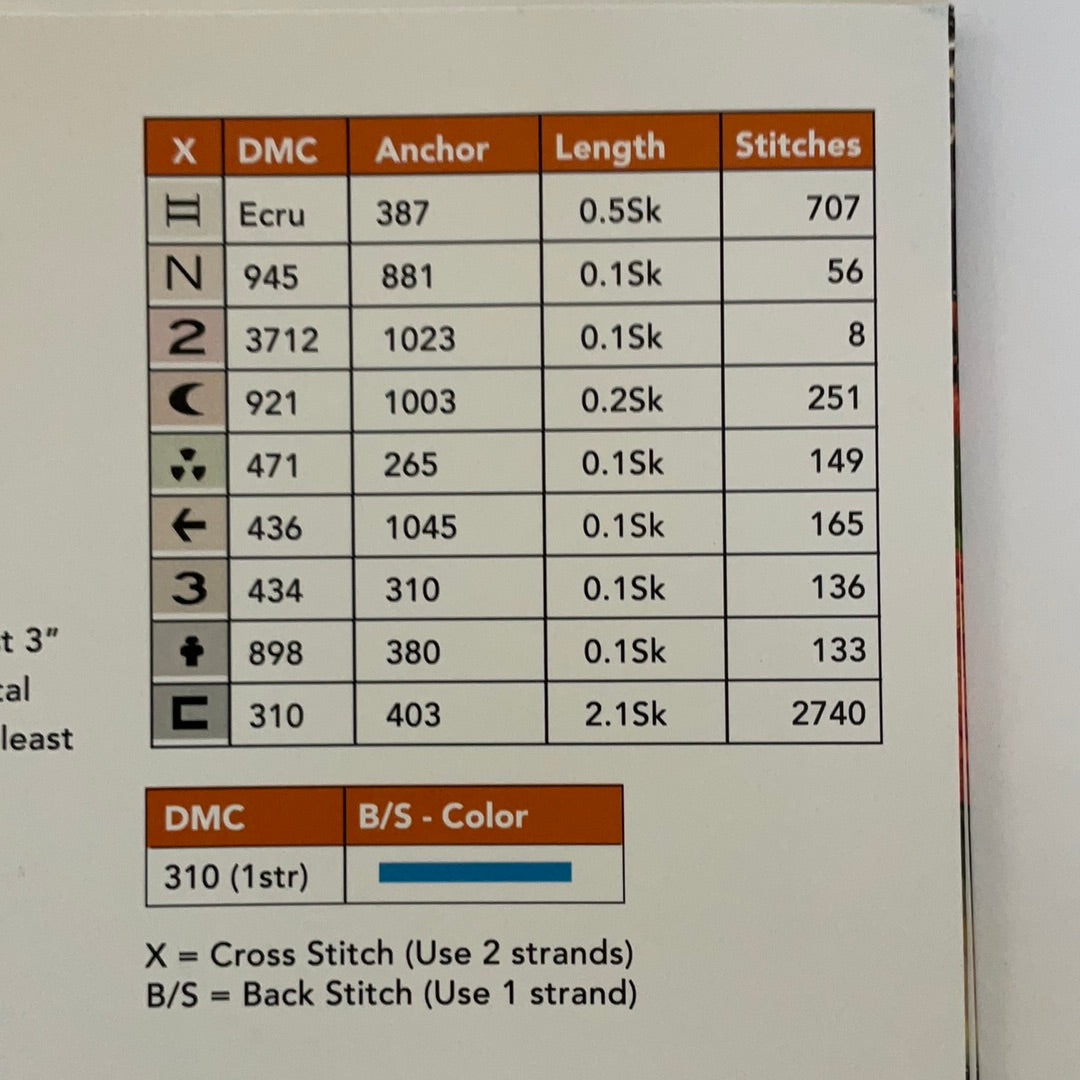 X DMC Anchor Length Stitches
Ecru 387 0.5Sk 707
N 945 881 0.1Sk 56
2 3712 1023 0.1Sk 8
921 1003 0.2Sk 251
471 265 0.1Sk 149
← 436 1045 0.1Sk 165
3 434 310 0.1Sk 136
898 380 0.1Sk 133
310 403 2.1Sk 2740
t 3"
al
least
DMC B/S - Color
310 (1str)
X = Cross Stitch (Use 2 strands)
B/S = Back Stitch (Use 1 strand)